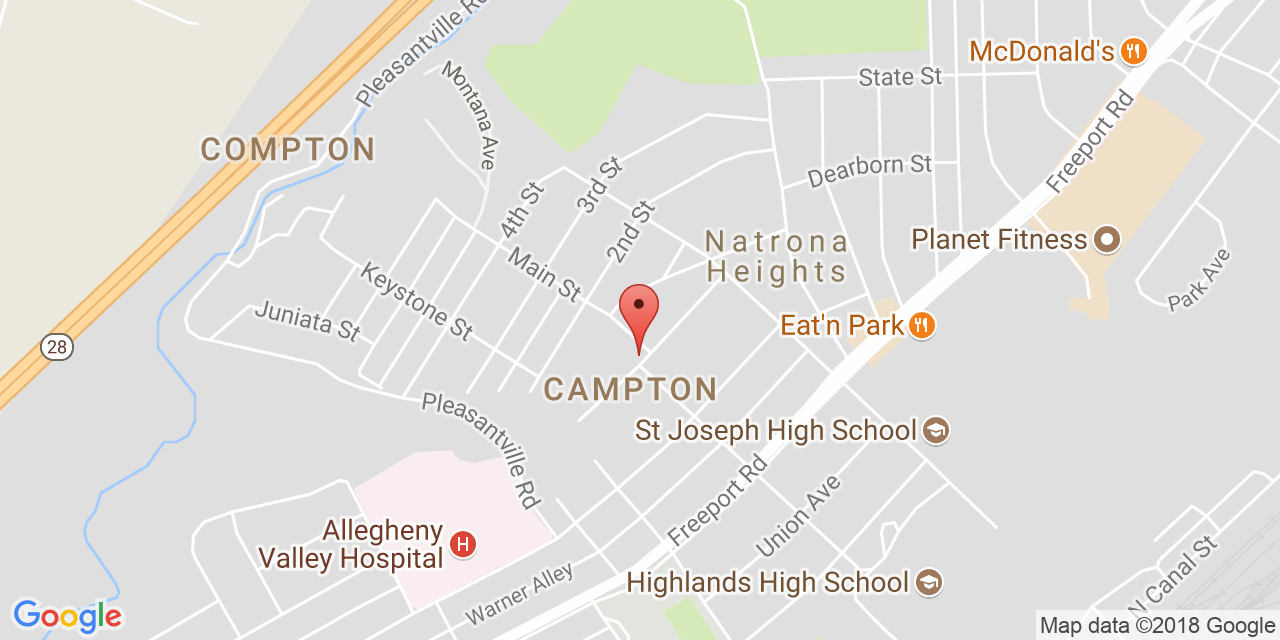 Pleasantville Rd
McDonald's
Montana Ave
State St
Freeport Rd
COMPTON
Dearborn St
4th St
3rd St
2nd St
Natrona
Heights
Planet Fitness
Park Ave
Main St
Keystone St
Juniata St
Eat'n Park
28
CAMPTON
Pleasantville Rd
St Joseph High School
Freeport Rd
Union Ave
Allegheny
Valley Hospital
H
Warner Alley
Highlands High School
N Canal St
Google
Map data ©2018 Google